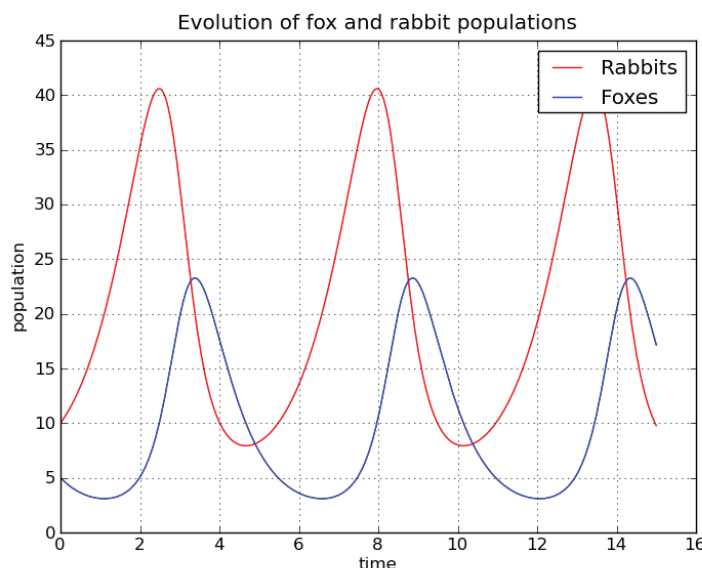 Evolution of fox and rabbit populations
45
40
35
30
25
20
15
10
5
0
population
Rabbits
Foxes
0 2 4 6 8 10 12 14 16
time